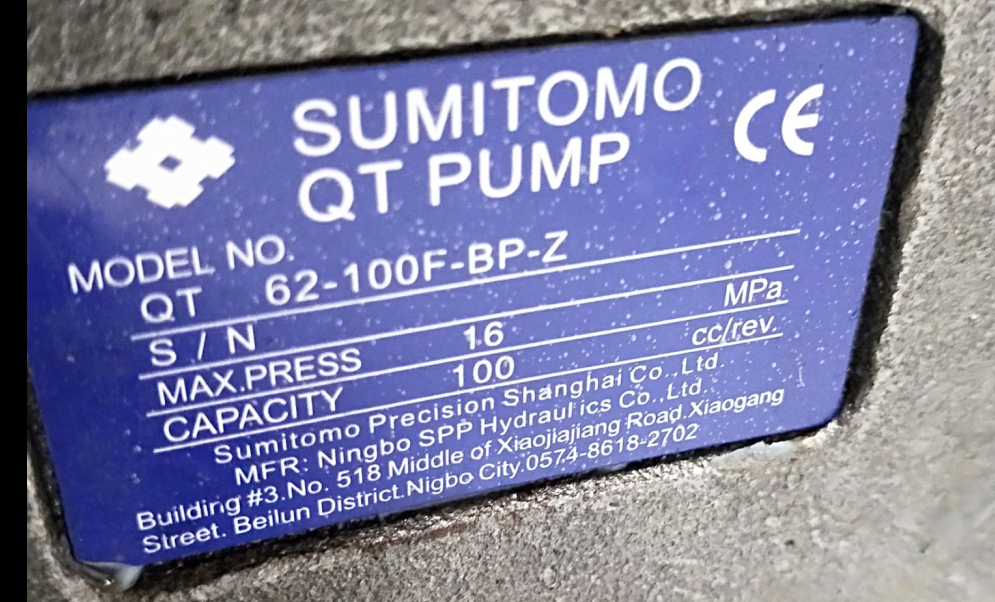 SUMITOMO
QT PUMP
CE
MODEL NO.
QT 62-100F-BP-Z
S / N
MAX.PRESS 16 MPa
CAPACITY 100 cc/rev.
Sumitomo Precision Shanghai Co.,Ltd.
MFR: Ningbo SPP Hydraulics Co.,Ltd.
Building #3.No. 518 Middle of Xiaojiajiang Road.Xiaogang
Street. Beilun District.Nigbo City.0574-8618-2702